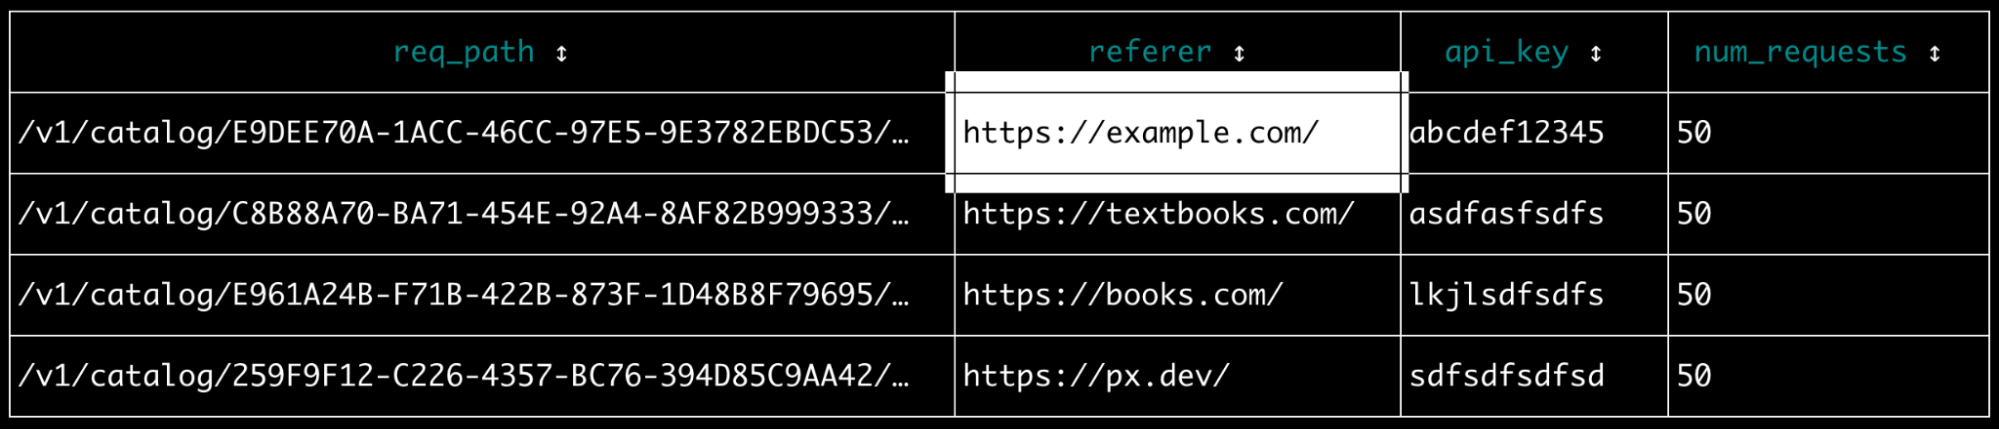 req_path ↕ referer ↕ api_key ↕ num_requests ↕
/v1/catalog/E9DEE70A-1ACC-46CC-97E5-9E3782EBDC53/… https://example.com/ abcdef12345 50
/v1/catalog/C8B88A70-BA71-454E-92A4-8AF82B999333/… https://textbooks.com/ asdfasfsdfs 50
/v1/catalog/E961A24B-F71B-422B-873F-1D48B8F79695/… https://books.com/ lkjlsdfsdfs 50
/v1/catalog/259F9F12-C226-4357-BC76-394D85C9AA42/… https://px.dev/ sdfsdfsdfsd 50